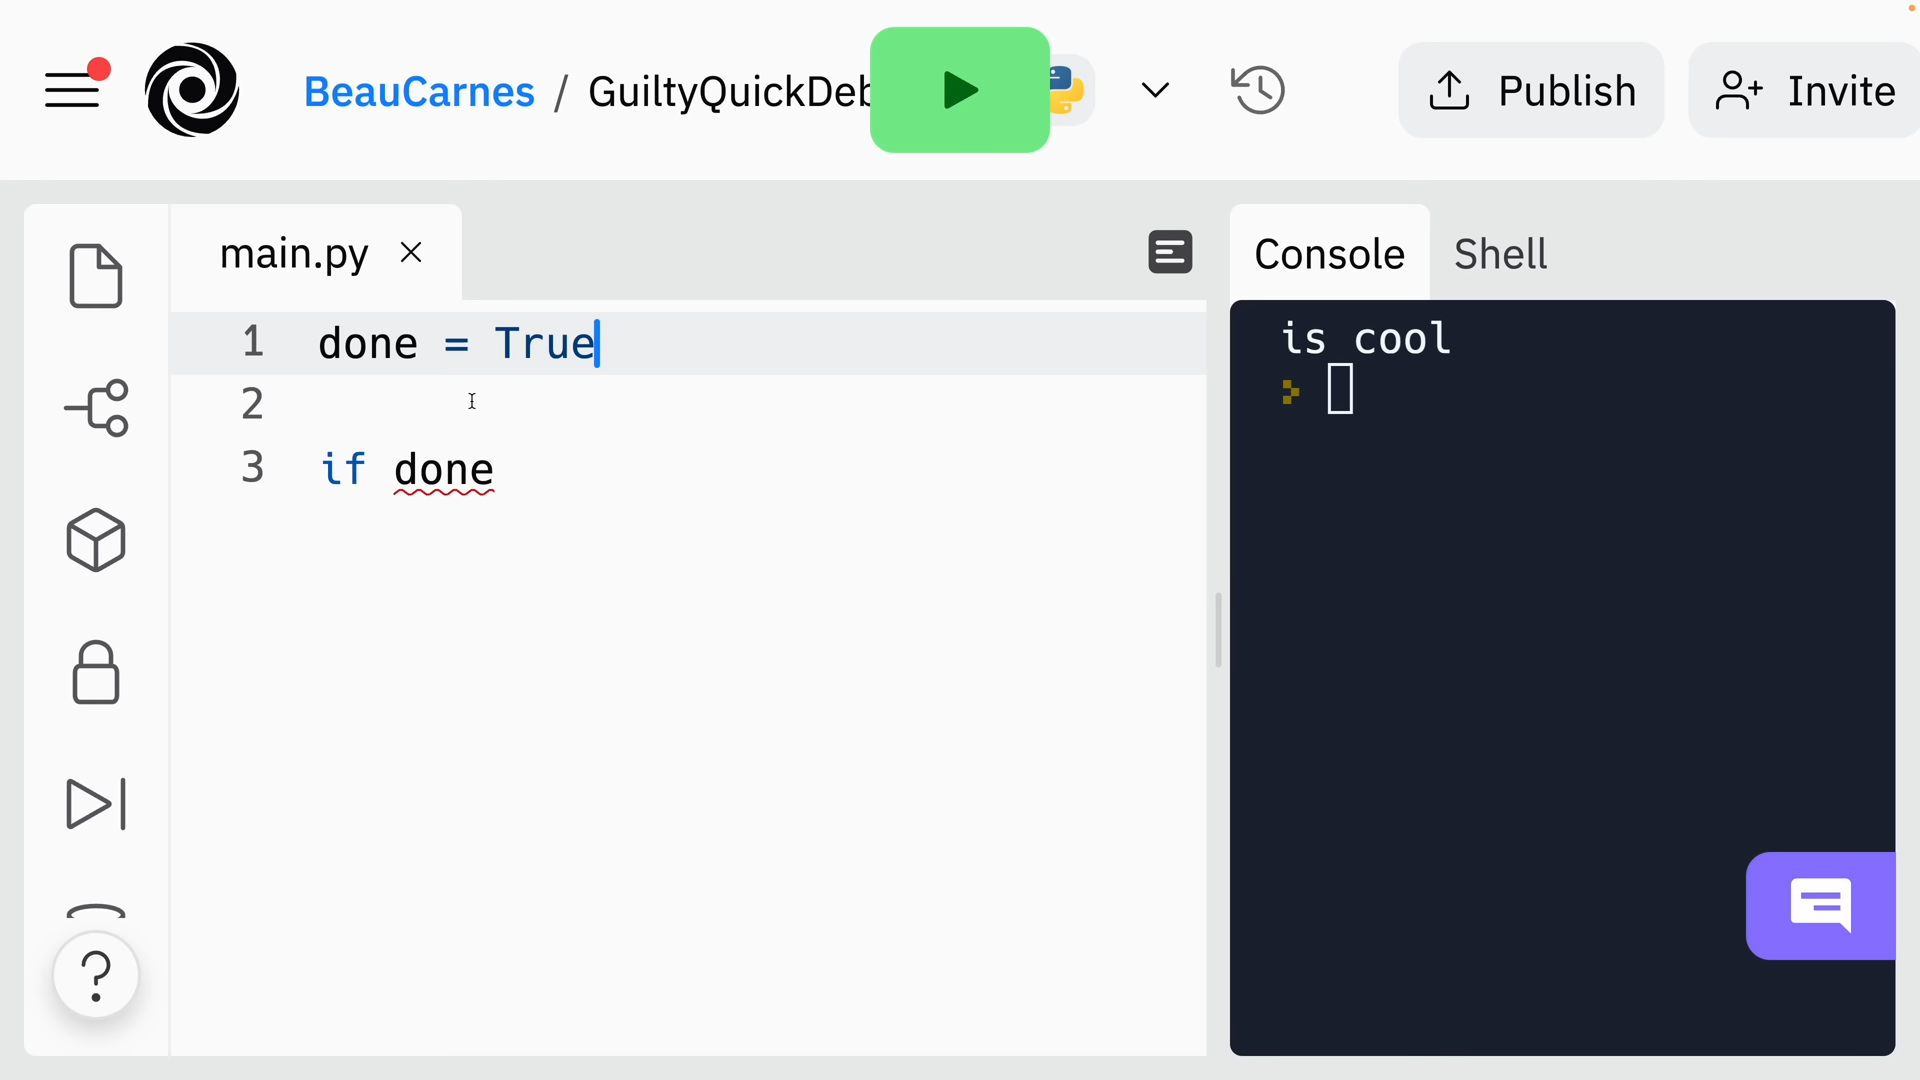 BeauCarnes / GuiltyQuickDeb
Publish
Invite
main.py
Console
Shell
1 done = True
2
3 if done
is cool
?